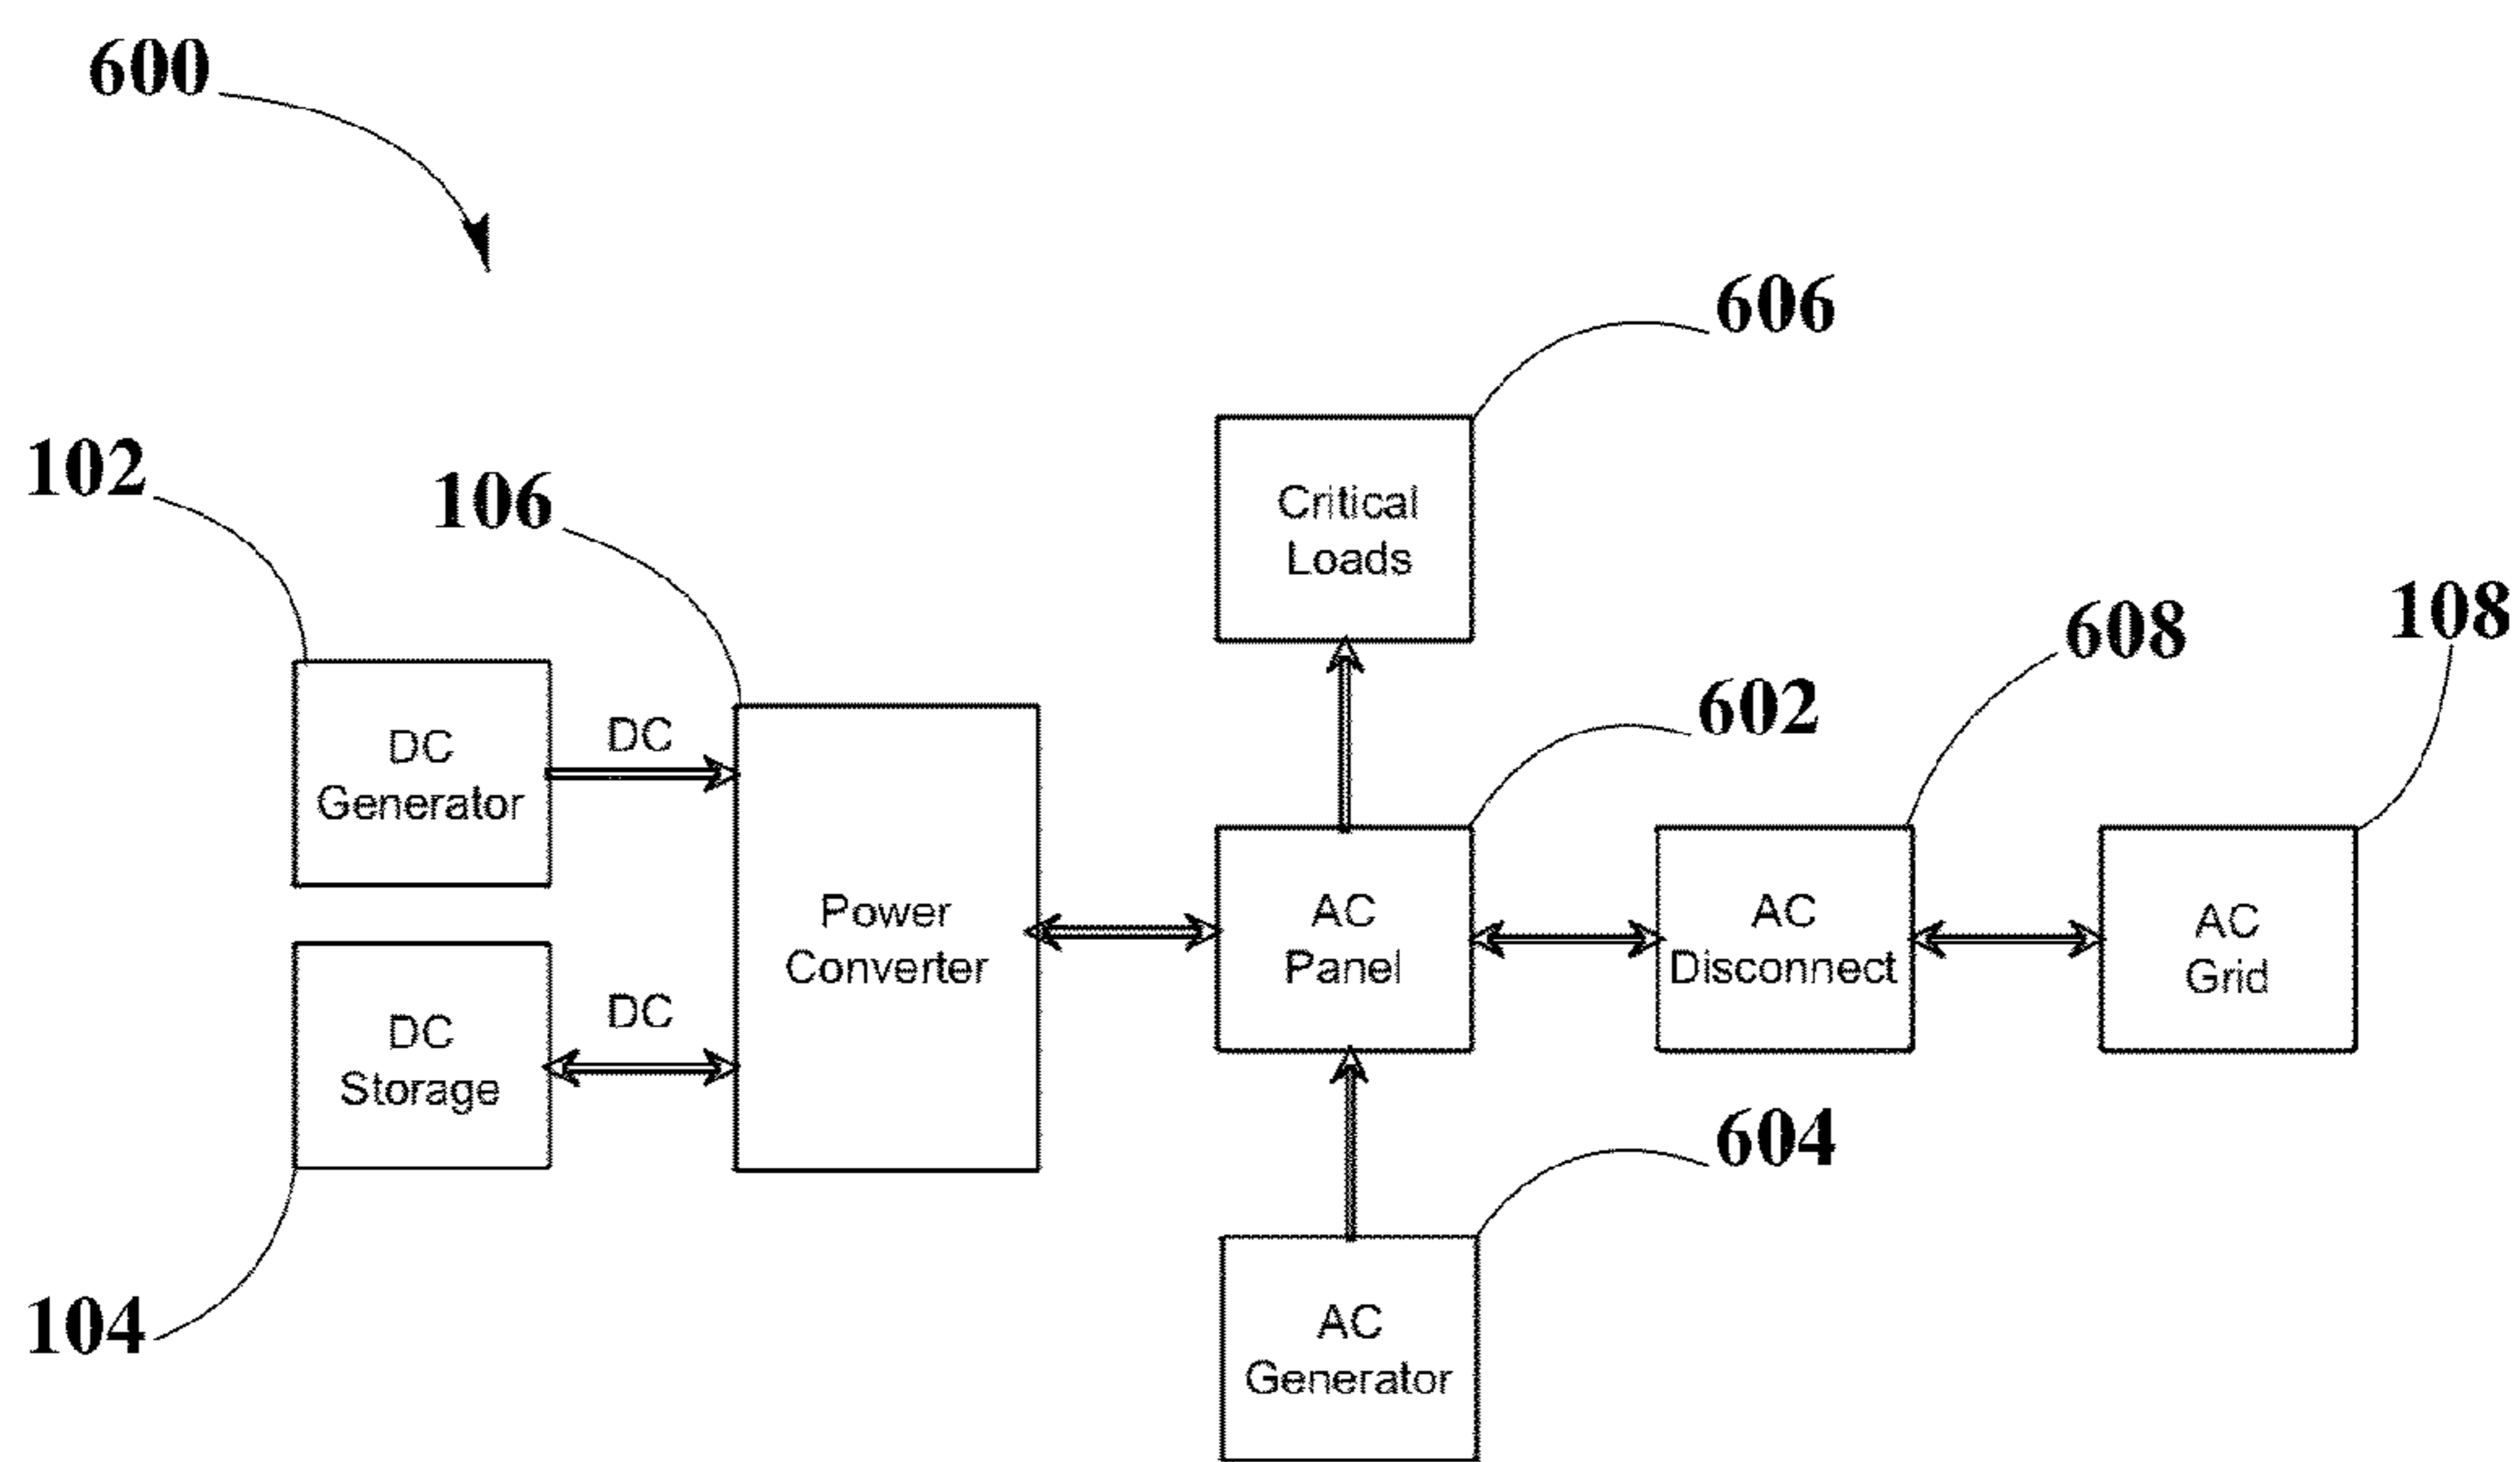 600
606
102
106
Critical
Loads
108
608
602
DC
Generator
DC
Power
Converter
AC
Panel
AC
Disconnect
AC
Grid
DC
Storage
DC
604
104
AC
Generator